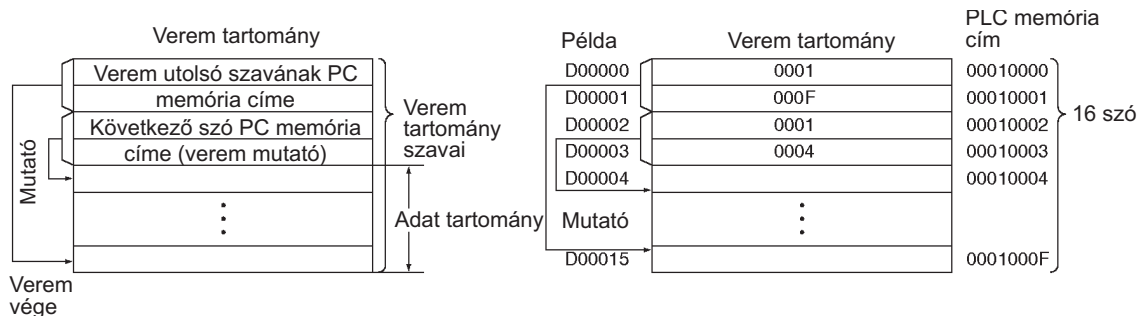 Verem tartomány
Verem utolsó szavának PC
memória címe
Következő szó PC memória
címe (verem mutató)
Mutató
Verem
vége
Verem
tartomány
szavai
Adat tartomány
Példa
Verem tartomány
PLC memória
cím
D00000 0001 00010000
D00001 000F 00010001
D00002 0001 00010002
D00003 0004 00010003
D00004 00010004
Mutató
D00015 0001000F
16 szó